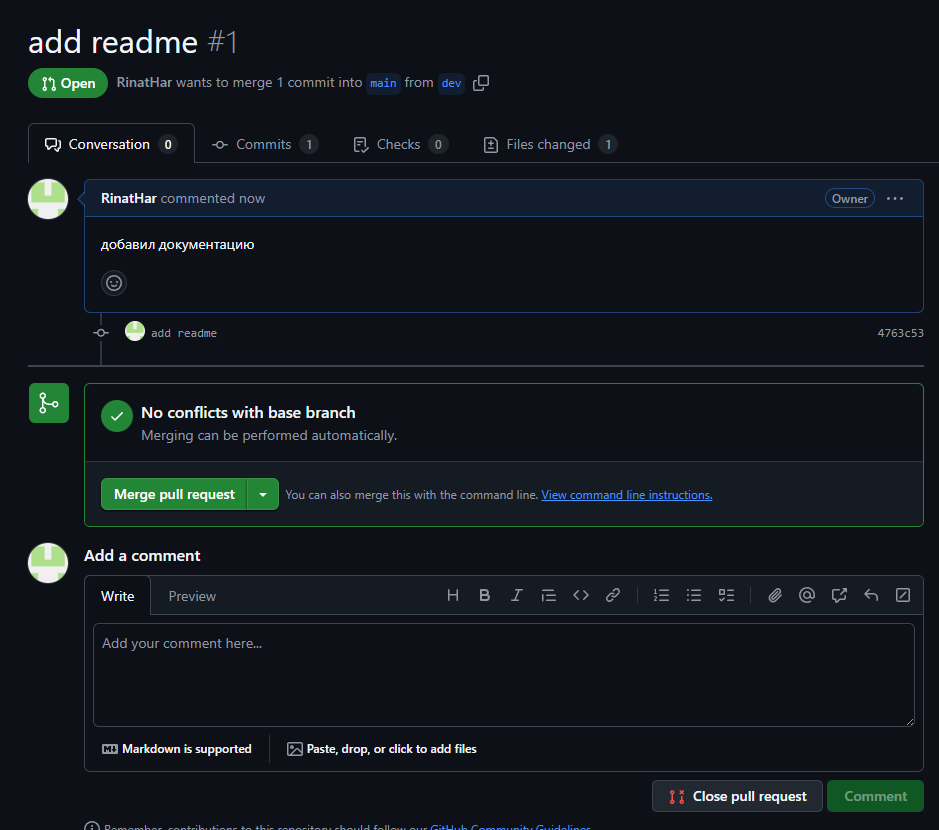 add readme #1
Open RinatHar wants to merge 1 commit into main from dev
Conversation 0 Commits 1 Checks 0 Files changed 1
RinatHar commented now Owner
добавил документацию
add readme 4763c53
No conflicts with base branch
Merging can be performed automatically.
Merge pull request You can also merge this with the command line. View command line instructions.
Add a comment
Write Preview
Add your comment here...
Markdown is supported Paste, drop, or click to add files
Close pull request Comment
Remember, contributions to this repository should follow our GitHub Community Guidelines